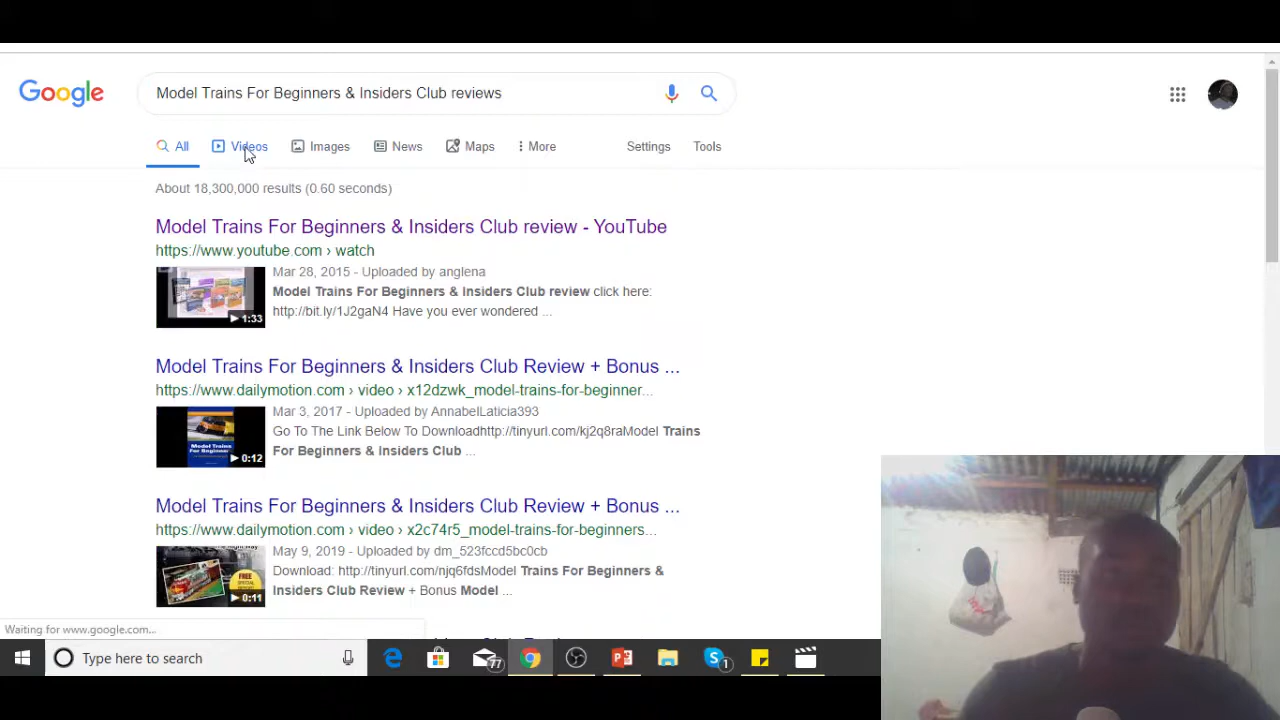 Google
Model Trains For Beginners & Insiders Club reviews
All Videos Images News Maps More Settings Tools
About 18,300,000 results (0.60 seconds)
Model Trains For Beginners & Insiders Club review - YouTube
https://www.youtube.com › watch
Mar 28, 2015 - Uploaded by anglena
Model Trains For Beginners & Insiders Club review click here:
http://bit.ly/1J2gaN4 Have you ever wondered ...
1:33
Model Trains For Beginners & Insiders Club Review + Bonus ...
https://www.dailymotion.com › video › x12dzwk_model-trains-for-beginner...
Mar 3, 2017 - Uploaded by AnnabelLaticia393
Go To The Link Below To Downloadhttp://tinyurl.com/kj2q8raModel Trains
For Beginners & Insiders Club ...
Model Trains
For Beginners
0:12
Model Trains For Beginners & Insiders Club Review + Bonus ...
https://www.dailymotion.com › video › x2c74r5_model-trains-for-beginners...
May 9, 2019 - Uploaded by dm_523fccd5bc0cb
Download: http://tinyurl.com/njq6fdsModel Trains For Beginners &
Insiders Club Review + Bonus Model ...
FREE
0:11
Waiting for www.google.com...
Type here to search
77
1